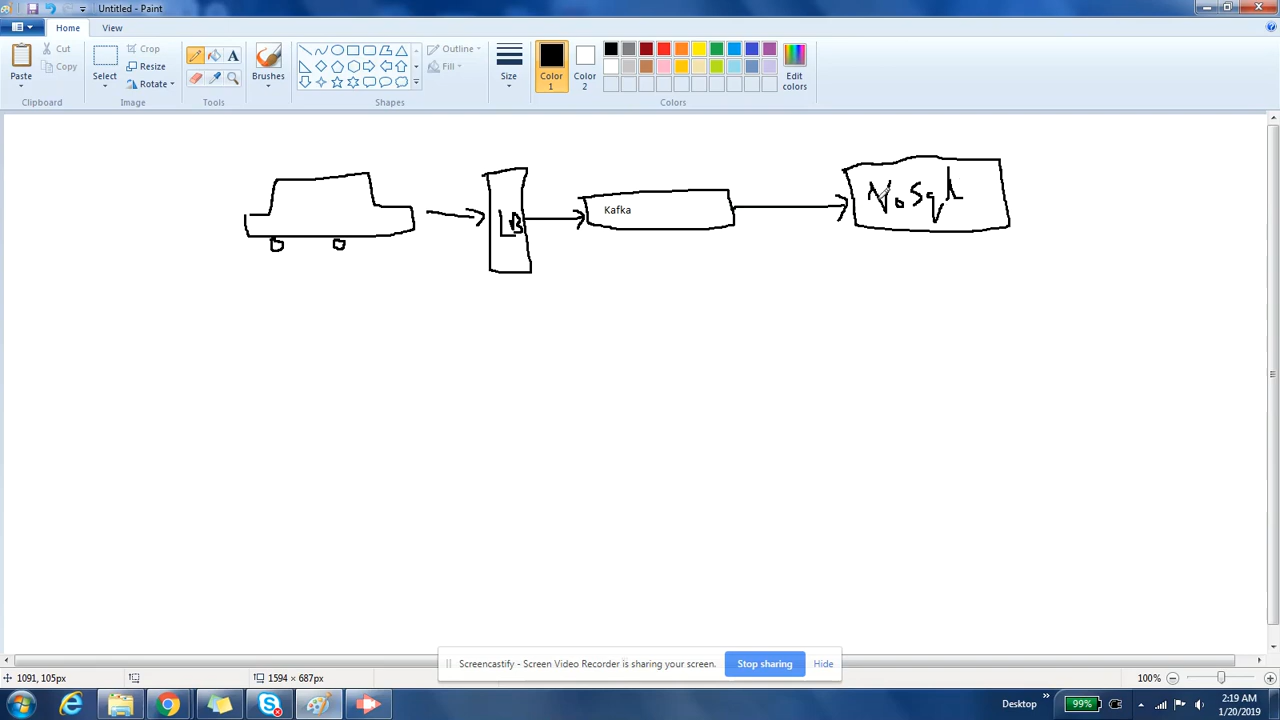 Untitled - Paint
Home
View
Paste
Cut
Copy
Clipboard
Select
Crop
Resize
Rotate
Image
Tools
Brushes
Outline
Fill
Shapes
Size
Color 1
Color 2
Edit colors
Colors
LB
Kafka
NoSql
Screencastify - Screen Video Recorder is sharing your screen.
Stop sharing
Hide
1091, 105px
1594 × 687px
100%
Desktop
99%
2:19 AM
1/20/2019